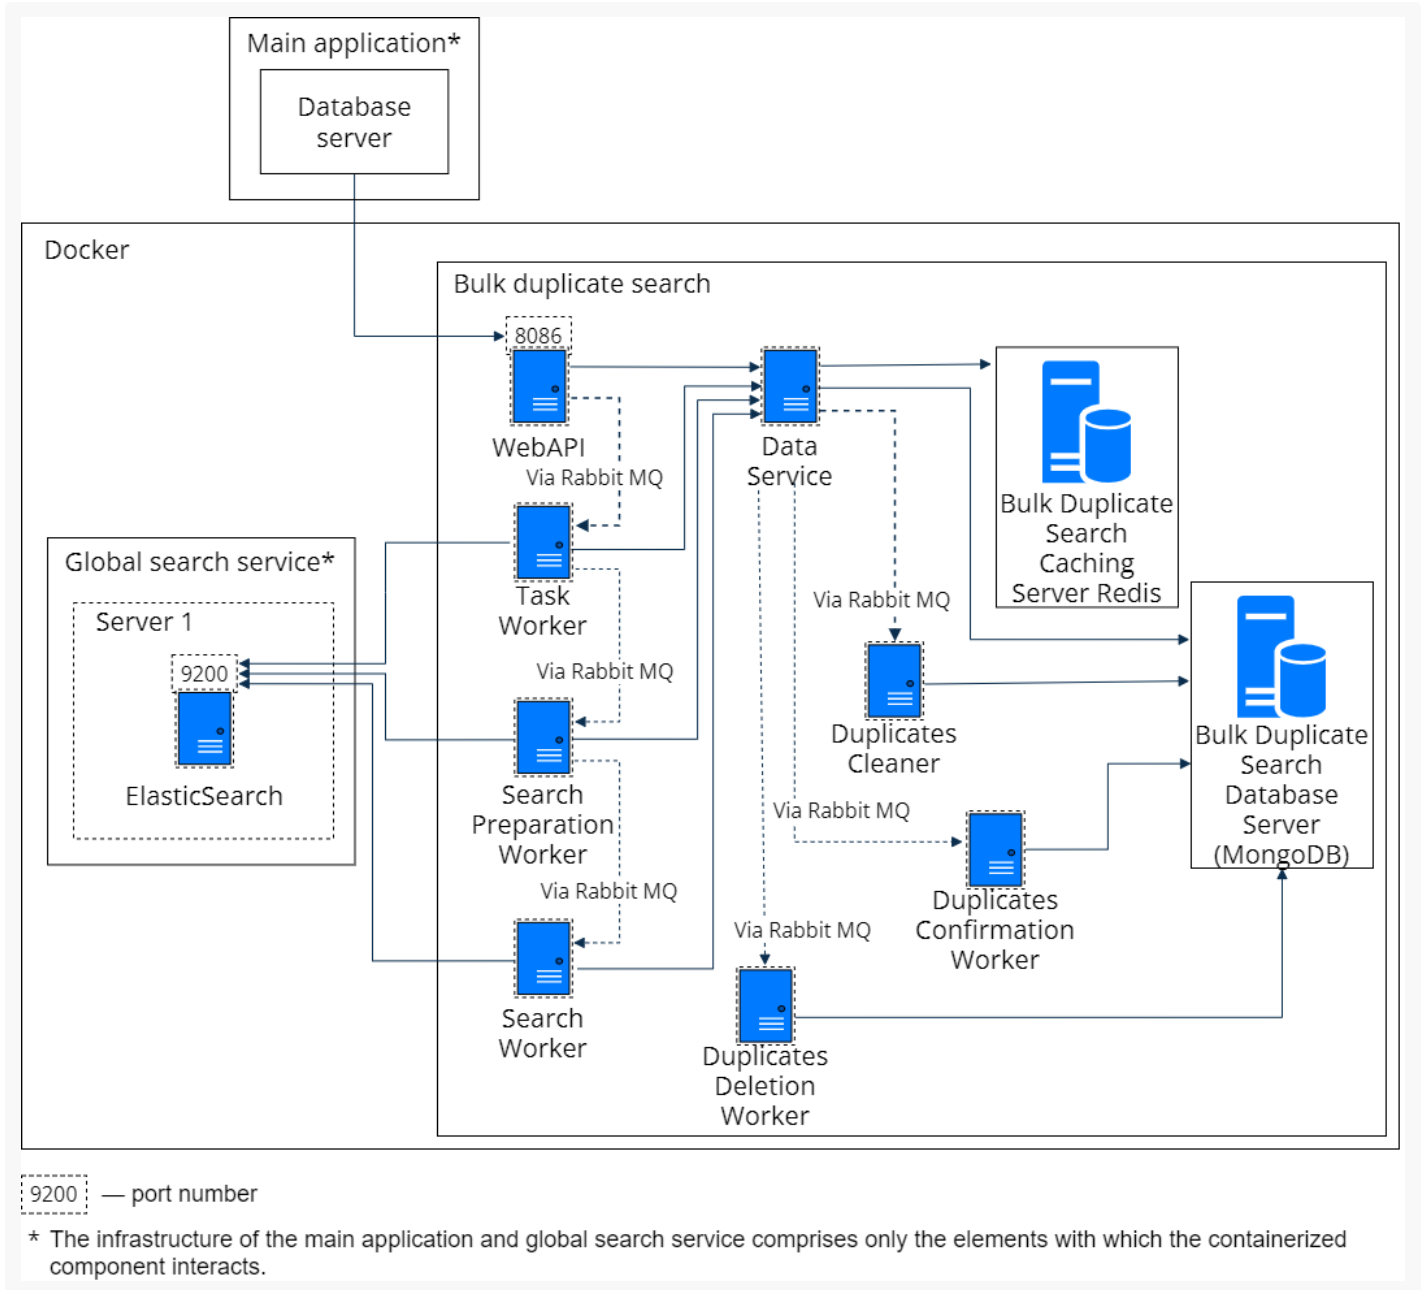 Main application*
Database
server
Docker
Bulk duplicate search
8086
WebAPI
Via Rabbit MQ
Data
Service
Bulk Duplicate
Search
Caching
Server Redis
Global search service*
Server 1
9200
ElasticSearch
Task
Worker
Via Rabbit MQ
Via Rabbit MQ
Duplicates
Cleaner
Bulk Duplicate
Search
Database
Server
(MongoDB)
Search
Preparation
Worker
Via Rabbit MQ
Via Rabbit MQ
Duplicates
Confirmation
Worker
Via Rabbit MQ
Search
Worker
Duplicates
Deletion
Worker
9200 — port number
* The infrastructure of the main application and global search service comprises only the elements with which the containerized
component interacts.